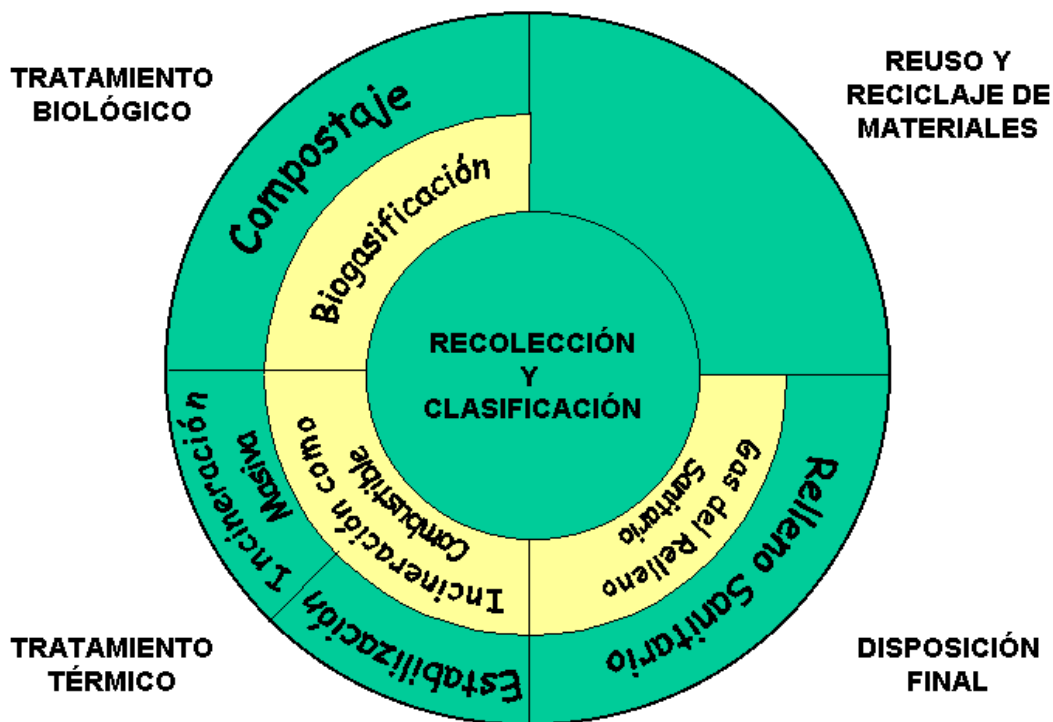 TRATAMIENTO
BIOLÓGICO
REUSO Y
RECICLAJE DE
MATERIALES
Compostaje
Biogasificación
RECOLECCIÓN
Y
CLASIFICACIÓN
Incineración
Masiva
Incineración como
Combustible
Estabilización
Gas del Relleno
Sanitario
Relleno Sanitario
TRATAMIENTO
TÉRMICO
DISPOSICIÓN
FINAL